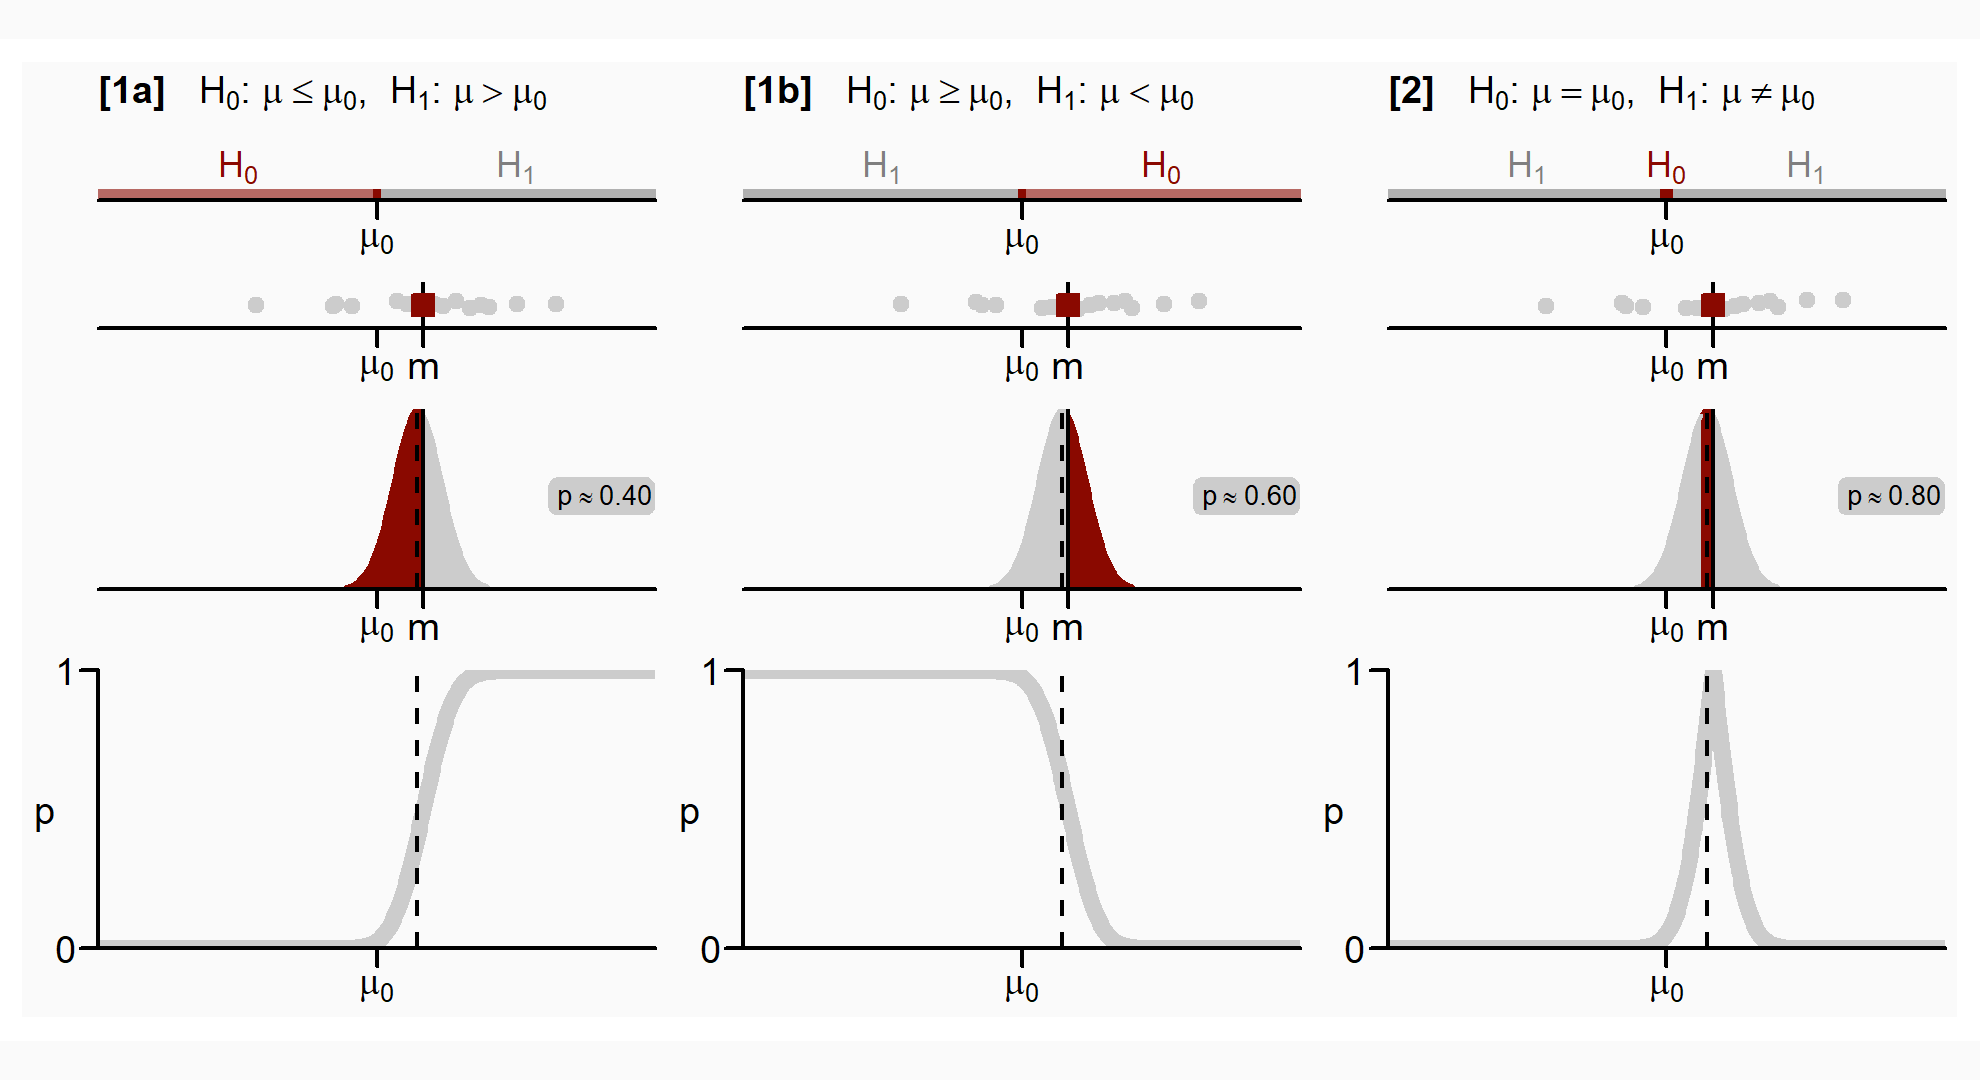 [1a] H₀: μ ≤ μ₀, H₁: μ > μ₀
H₀ H₁
μ₀
μ₀ m
p ≈ 0.40
μ₀ m
1
p
0
μ₀
[1b] H₀: μ ≥ μ₀, H₁: μ < μ₀
H₁ H₀
μ₀
μ₀ m
p ≈ 0.60
μ₀ m
1
p
0
μ₀
[2] H₀: μ = μ₀, H₁: μ ≠ μ₀
H₁ H₀ H₁
μ₀
μ₀ m
p ≈ 0.80
μ₀ m
1
p
0
μ₀